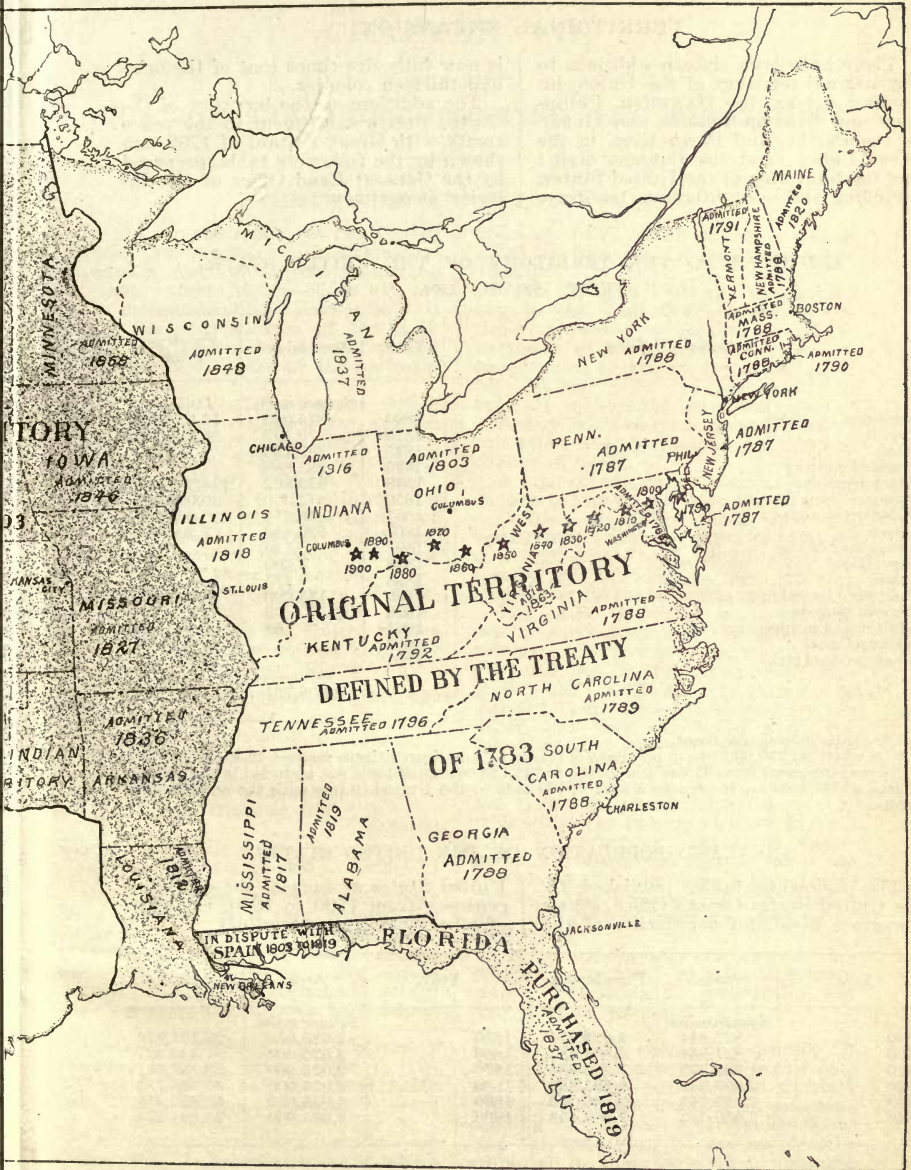 MAINE
ADMITTED
1820
ADMITTED
1791
VERMONT
NEW HAMPSHIRE
ADMITTED
1788
ADMITTED
MASS.
1788
BOSTON
ADMITTED
CONN.
1788
ADMITTED
1790
NEW YORK
ADMITTED
1788
NEW YORK
MICHIGAN
ADMITTED
1837
WISCONSIN
ADMITTED
1848
MINNESOTA
ADMITTED
1858
TORY
IOWA
ADMITTED
1846
03
CHICAGO
ADMITTED
1316
INDIANA
ADMITTED
1803
OHIO
COLUMBUS
PENN.
ADMITTED
1787
PHIL.
NEW JERSEY
ADMITTED
1787
ADMITTED
1787
ILLINOIS
ADMITTED
1818
COLUMBUS
1900
1890
1880
1870
1860
1850
1840
1830
1820
1810
1800
1790
WASHINGTON
WEST
VIRGINIA
1863
KANSAS
CITY
ST. LOUIS
MISSOURI
ADMITTED
1827
ORIGINAL TERRITORY
KENTUCKY
ADMITTED
1792
VIRGINIA
ADMITTED
1788
DEFINED BY THE TREATY
TENNESSEE
ADMITTED 1796
NORTH CAROLINA
ADMITTED
1789
OF 1783
SOUTH
CAROLINA
ADMITTED
1788
CHARLESTON
ADMITTED
1836
ARKANSAS
INDIAN
RITORY
MISSISSIPPI
ADMITTED
1817
ADMITTED
1819
ALABAMA
GEORGIA
ADMITTED
1788
LOUISIANA
ADMITTED
1812
IN DISPUTE WITH
SPAIN 1803 TO 1819
NEW ORLEANS
FLORIDA
JACKSONVILLE
PURCHASED 1819
ADMITTED
1837